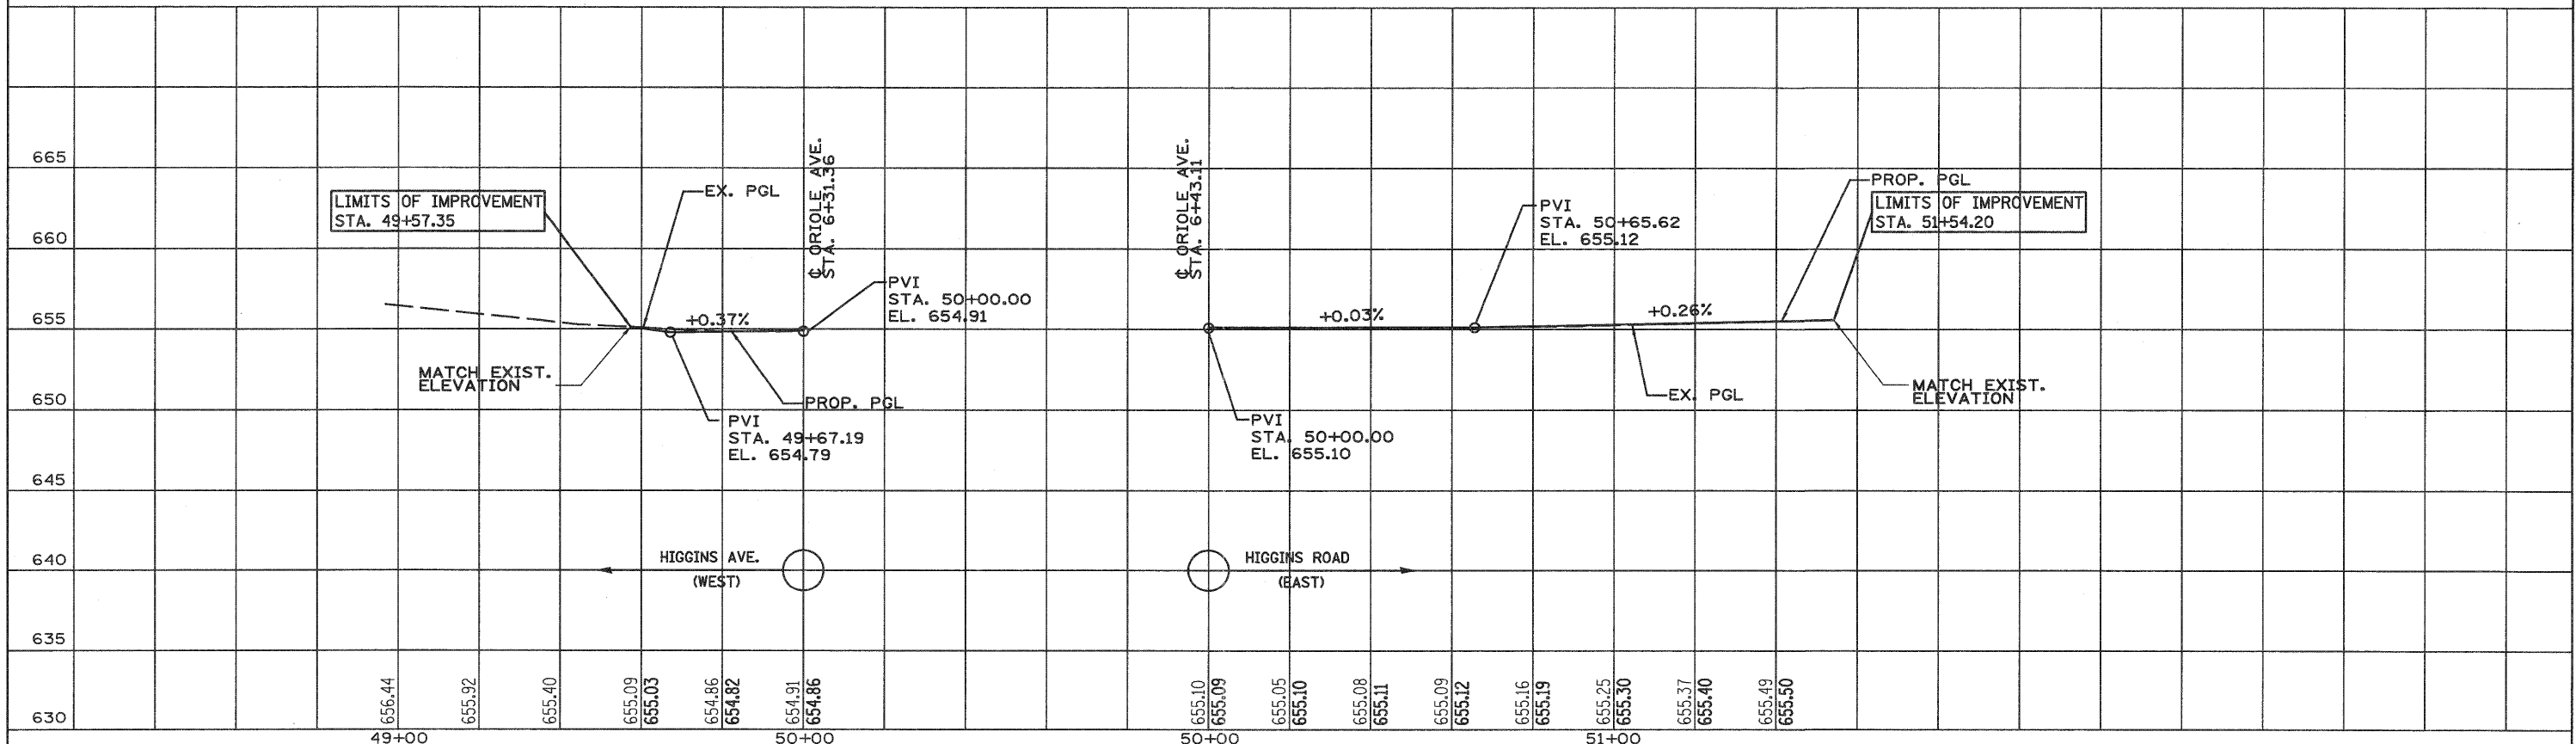 665
660
655
650
645
640
635
630
LIMITS OF IMPROVEMENT
STA. 49+57.35
EX. PGL
℄ ORIOLE AVE.
STA. 6+31.36
PVI
STA. 50+00.00
EL. 654.91
+0.37%
MATCH EXIST.
ELEVATION
PROP. PGL
PVI
STA. 49+67.19
EL. 654.79
HIGGINS AVE.
(WEST)
℄ ORIOLE AVE.
STA. 6+43.11
PVI
STA. 50+65.62
EL. 655.12
PROP. PGL
LIMITS OF IMPROVEMENT
STA. 51+54.20
+0.03%
+0.26%
EX. PGL
MATCH EXIST.
ELEVATION
PVI
STA. 50+00.00
EL. 655.10
HIGGINS ROAD
(EAST)
656.44
655.92
655.40
655.09
655.03
654.86
654.82
654.91
654.86
655.10
655.09
655.05
655.10
655.08
655.11
655.09
655.12
655.16
655.19
655.25
655.30
655.37
655.40
655.49
655.50
49+00
50+00
50+00
51+00